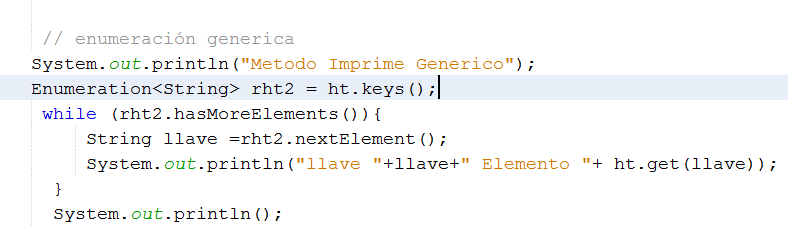 // enumeración generica
System.out.println("Metodo Imprime Generico");
Enumeration<String> rht2 = ht.keys();
while (rht2.hasMoreElements()){
String llave =rht2.nextElement();
System.out.println("llave "+llave+" Elemento "+ ht.get(llave));
}
System.out.println();